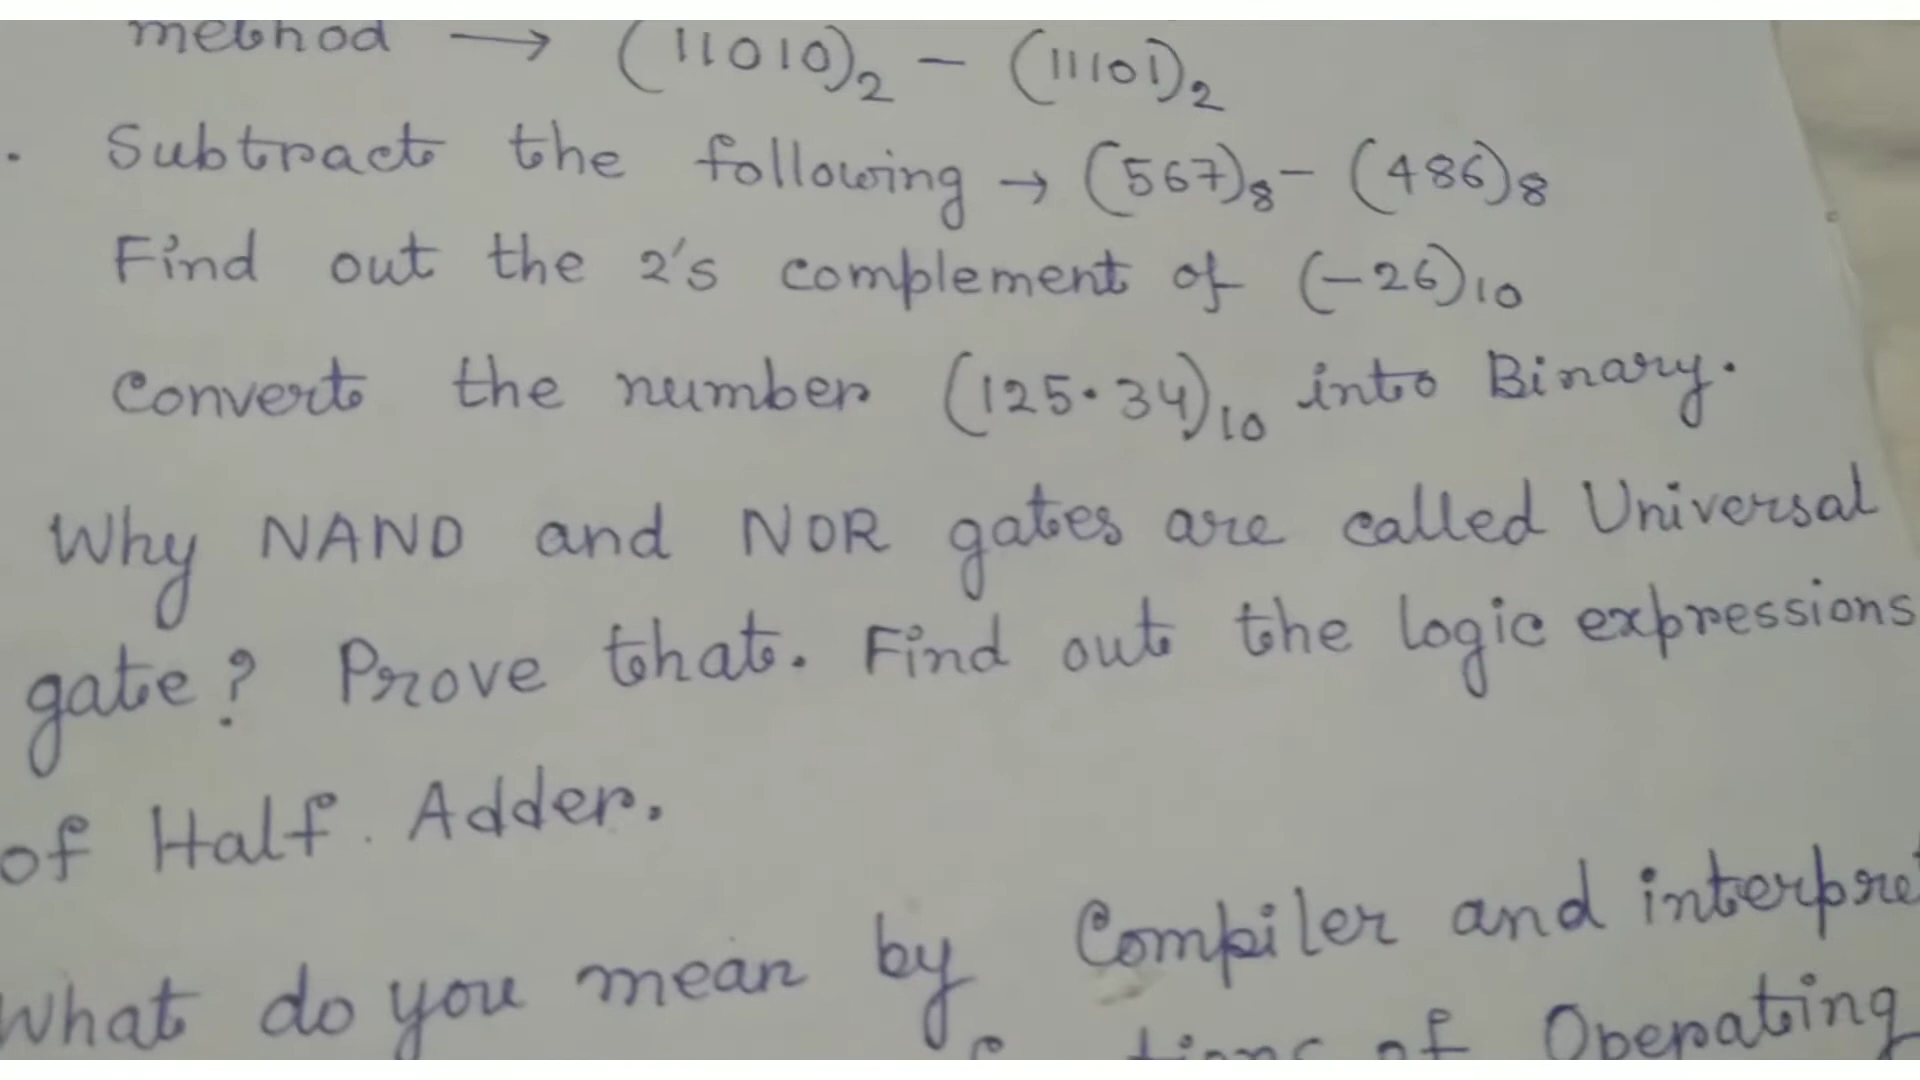 method → (11010)₂ - (11101)₂
. Subtract the following → (567)₈ - (486)₈
Find out the 2's complement of (-26)₁₀
Convert the number (125.34)₁₀ into Binary.
Why NAND and NOR gates are called Universal
gate? Prove that. Find out the logic expressions
of Half Adder.
What do you mean by Compiler and interpret
of Operating